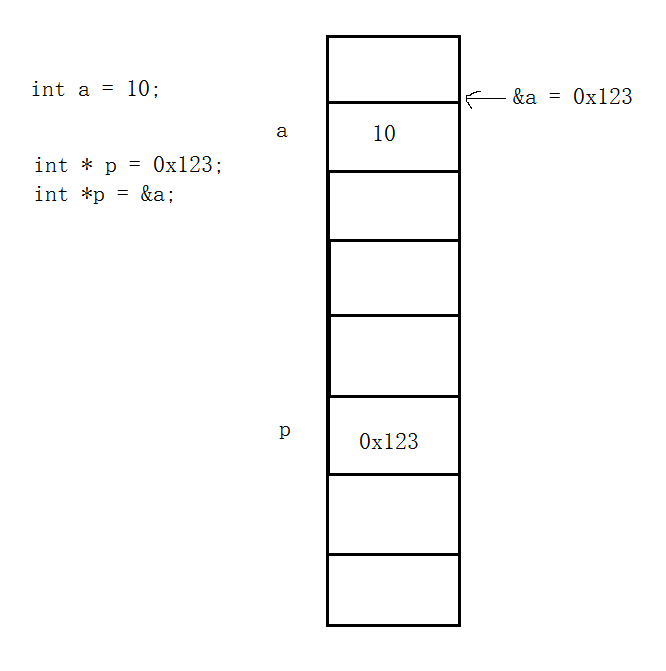 int a = 10;
&a = 0x123
a
10
int * p = 0x123;
int *p = &a;
p
0x123